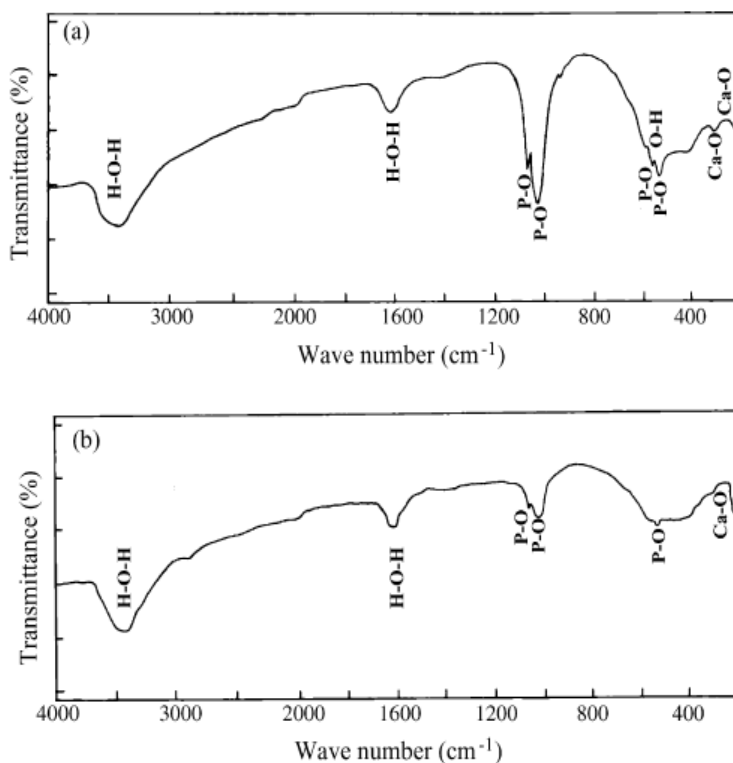 (a)
Transmittance (%)
H-O-H
H-O-H
P-O
P-O
P-O
P-O
O-H
Ca-O
Ca-O
4000 3000 2000 1600 1200 800 400
Wave number (cm⁻¹)
(b)
Transmittance (%)
H-O-H
H-O-H
P-O
P-O
P-O
Ca-O
4000 3000 2000 1600 1200 800 400
Wave number (cm⁻¹)